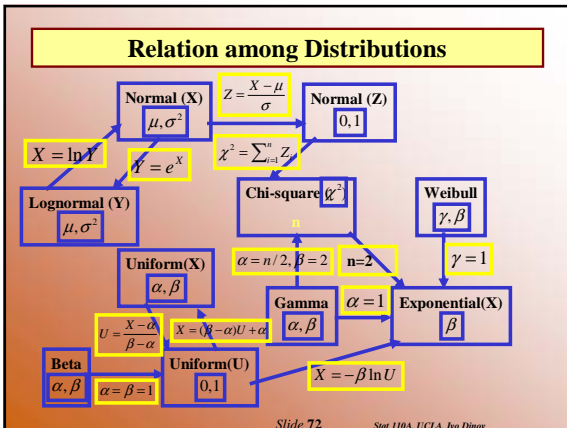 Relation among Distributions
Normal (X)
μ, σ²
Z = (X − μ)/σ
Normal (Z)
0,1
X = ln Y
Y = e^X
χ² = ∑_{i=1}^{n} Z_i
Lognormal (Y)
μ, σ²
Chi-square (χ²)
n
Weibull
γ, β
Uniform(X)
α, β
α = n/2, β = 2
n=2
γ = 1
Gamma
α, β
α = 1
Exponential(X)
β
U = (X − α)/(β − α)
X = (β−α)U + α
Beta
α, β
α = β = 1
Uniform(U)
0,1
X = −β ln U
Slide 72
Stat 110A, UCLA, Ivo Dinov